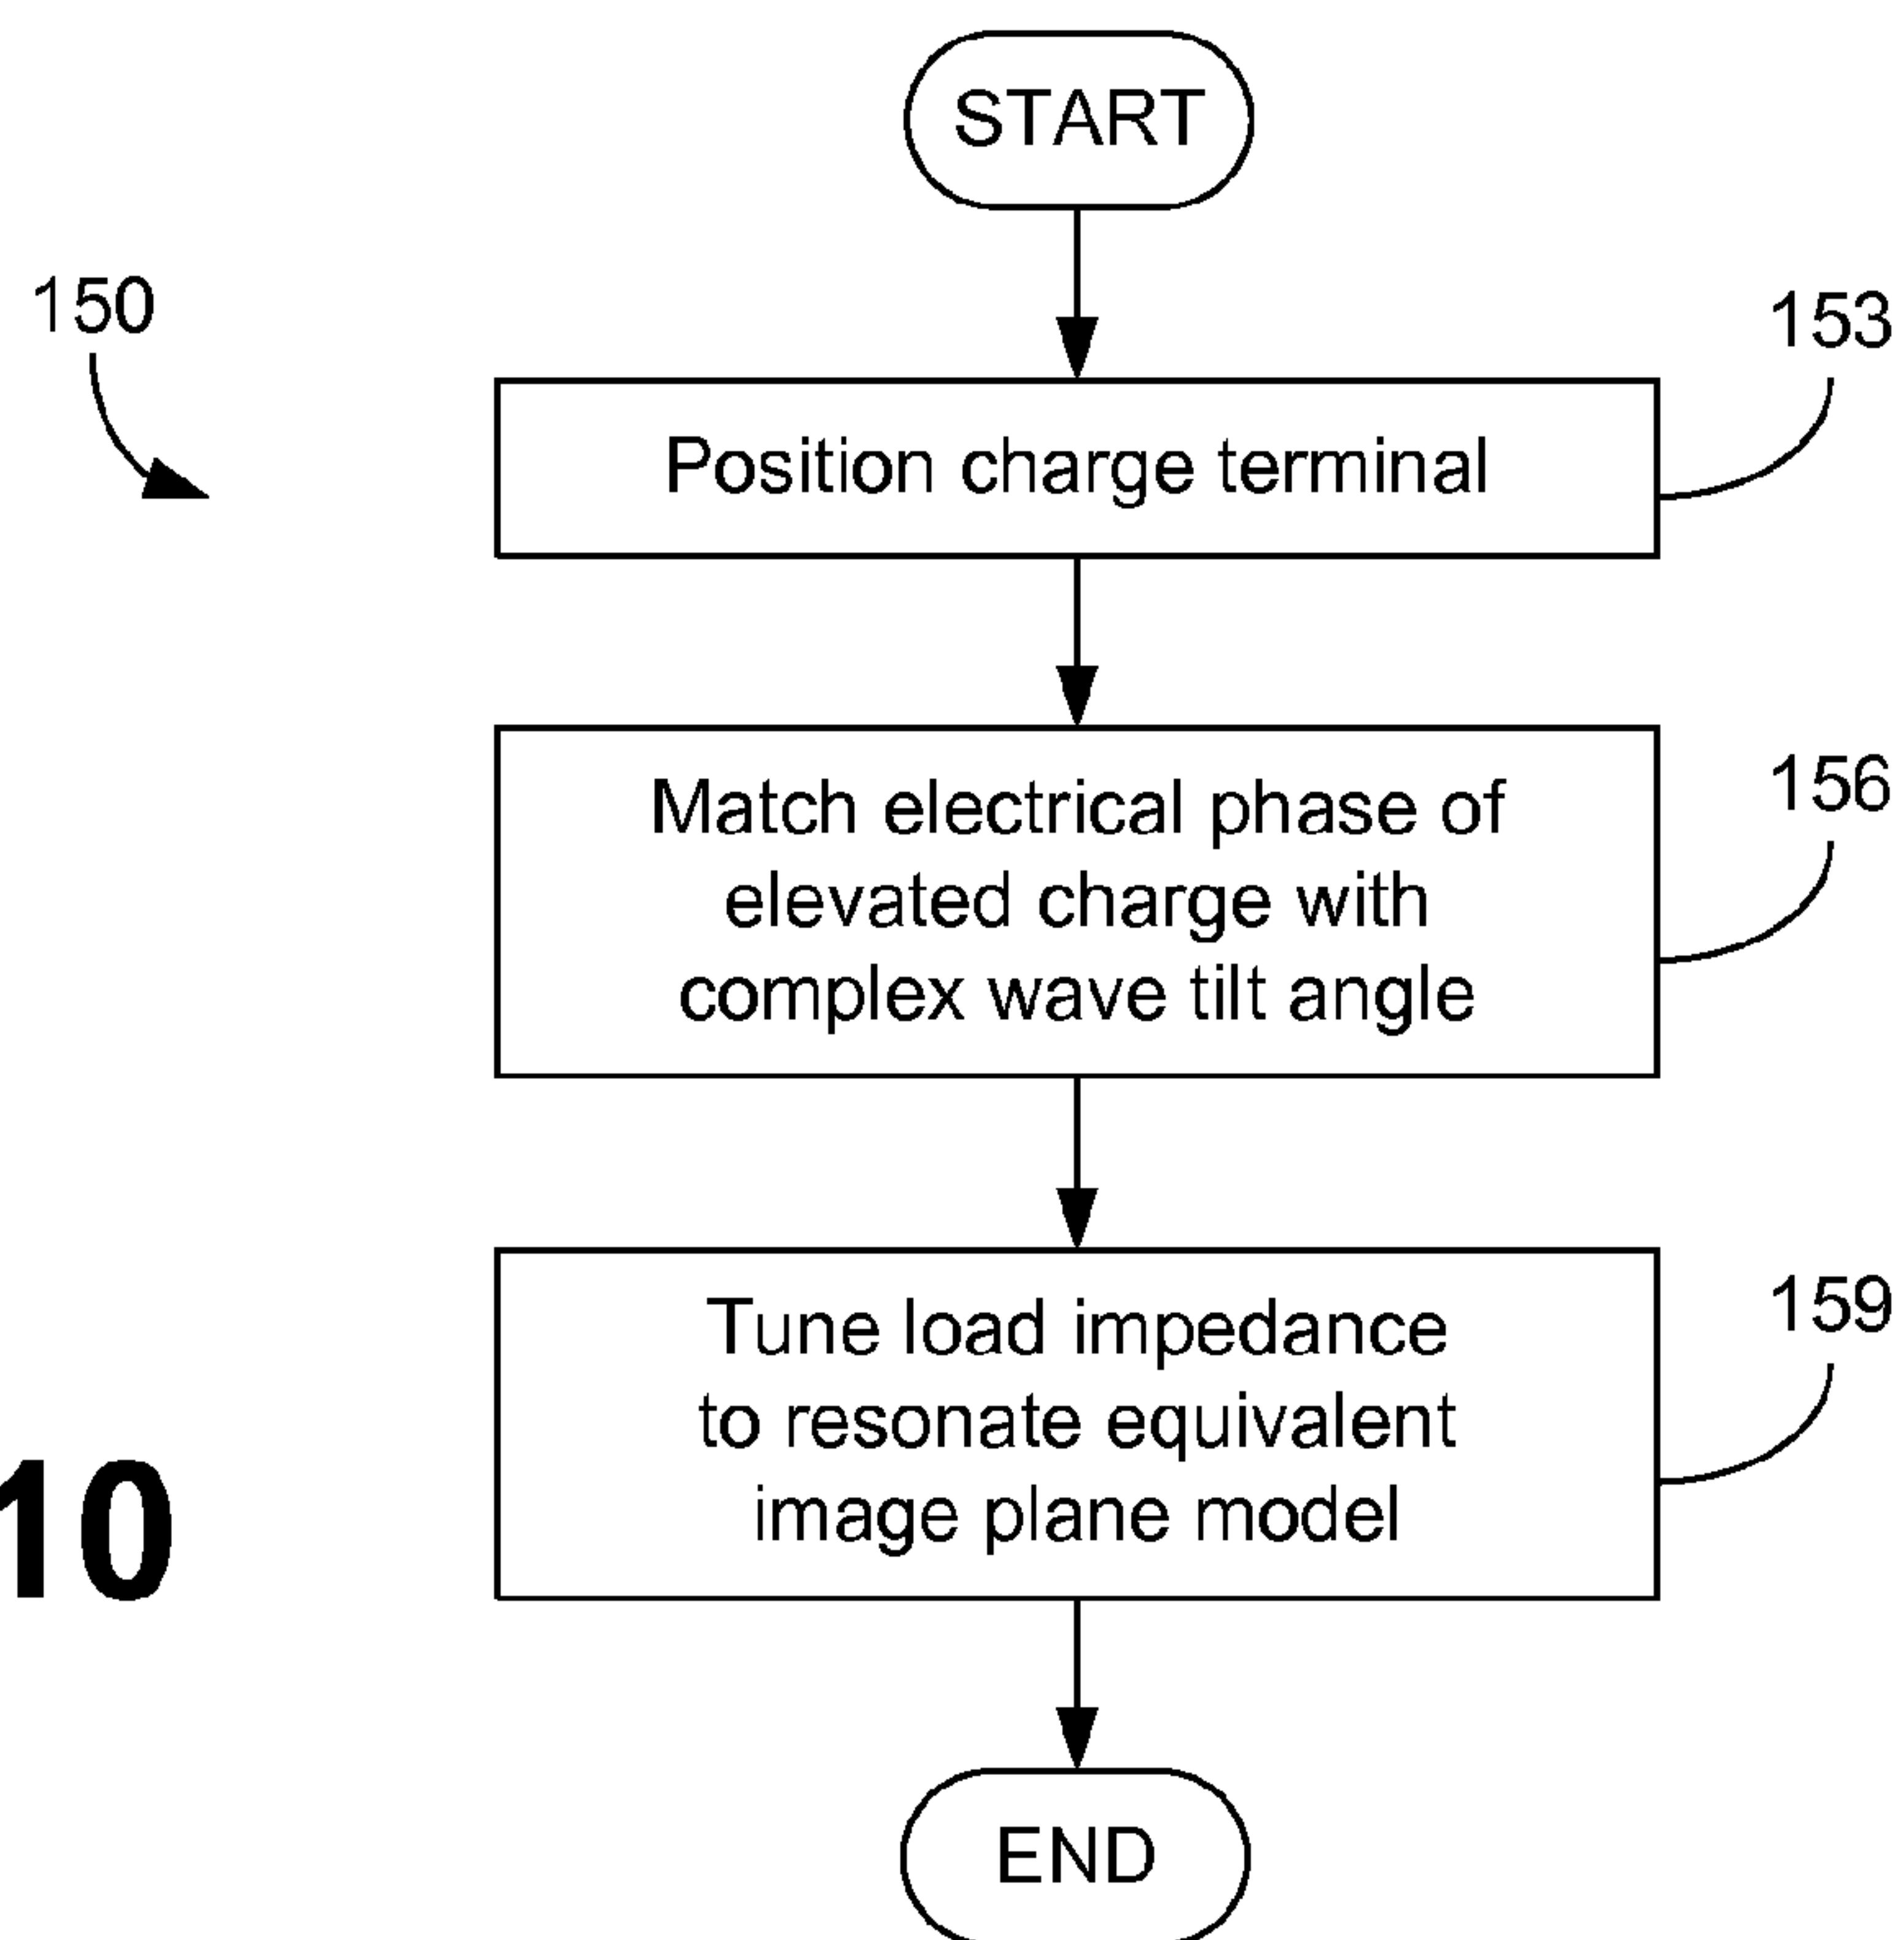 START
150
153
Position charge terminal
156
Match electrical phase of
elevated charge with
complex wave tilt angle
159
Tune load impedance
to resonate equivalent
image plane model
10
END